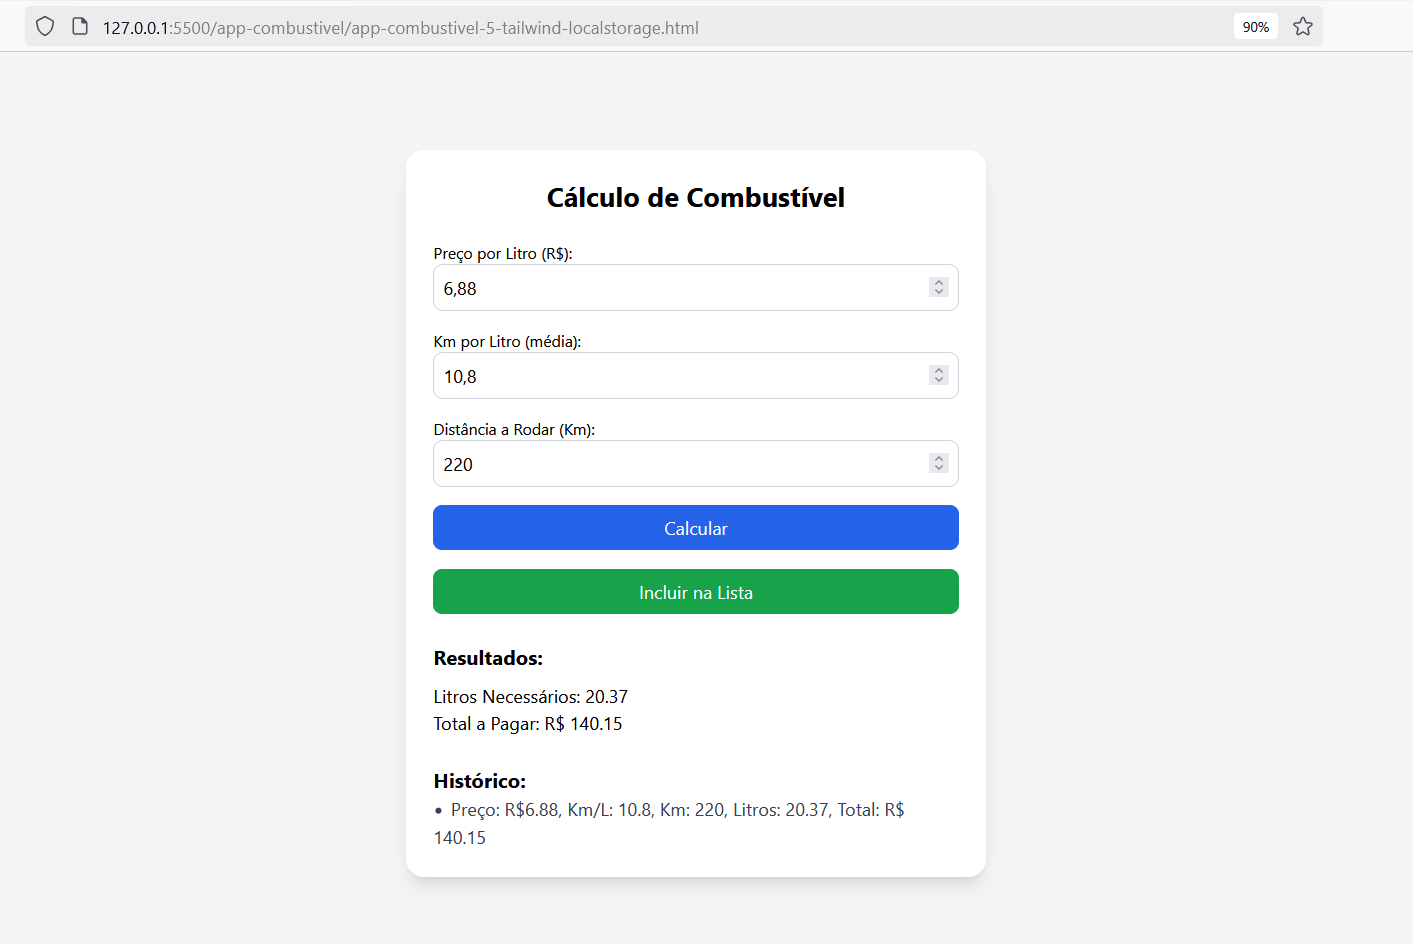 127.0.0.1:5500/app-combustivel/app-combustivel-5-tailwind-localstorage.html 90%
Cálculo de Combustível
Preço por Litro (R$):
6,88
Km por Litro (média):
10,8
Distância a Rodar (Km):
220
Calcular
Incluir na Lista
Resultados:
Litros Necessários: 20.37
Total a Pagar: R$ 140.15
Histórico:
• Preço: R$6.88, Km/L: 10.8, Km: 220, Litros: 20.37, Total: R$
140.15